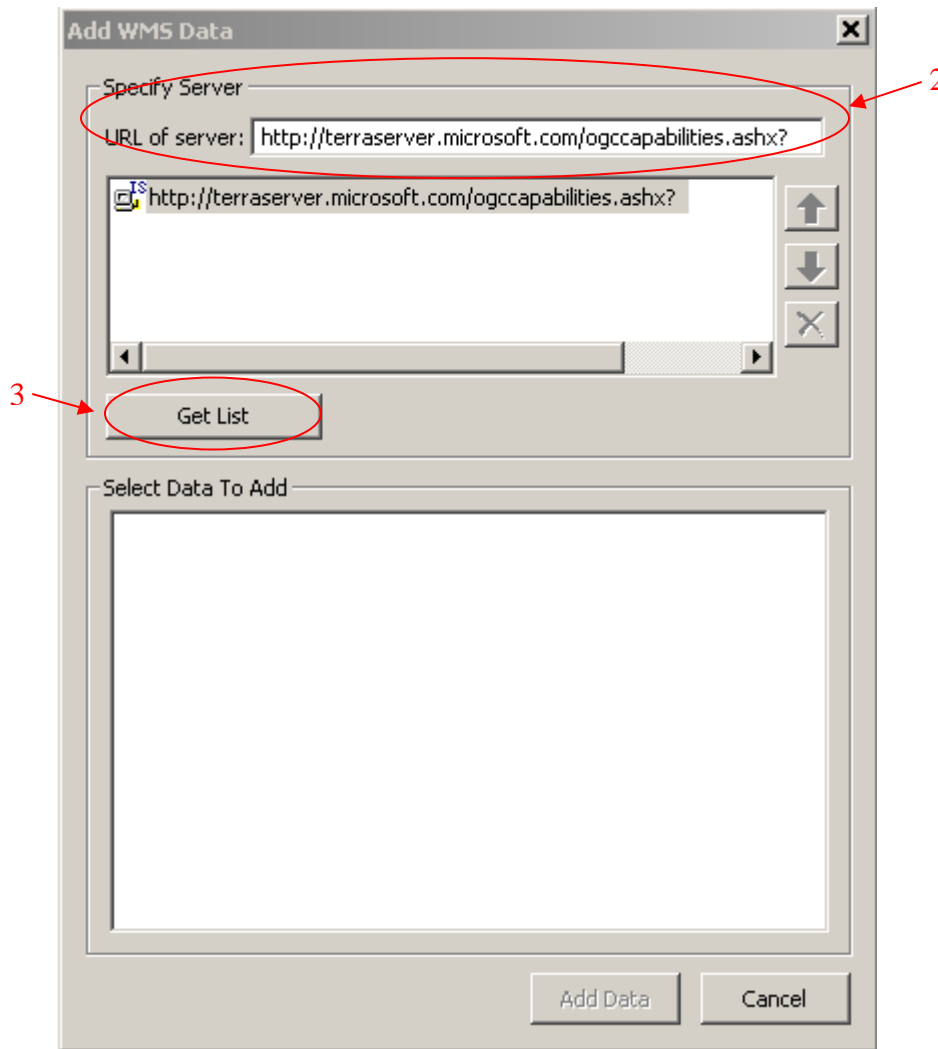 Add WMS Data
Specify Server
2
URL of server: http://terraserver.microsoft.com/ogccapabilities.ashx?
IS http://terraserver.microsoft.com/ogccapabilities.ashx?
3
Get List
Select Data To Add
Add Data Cancel